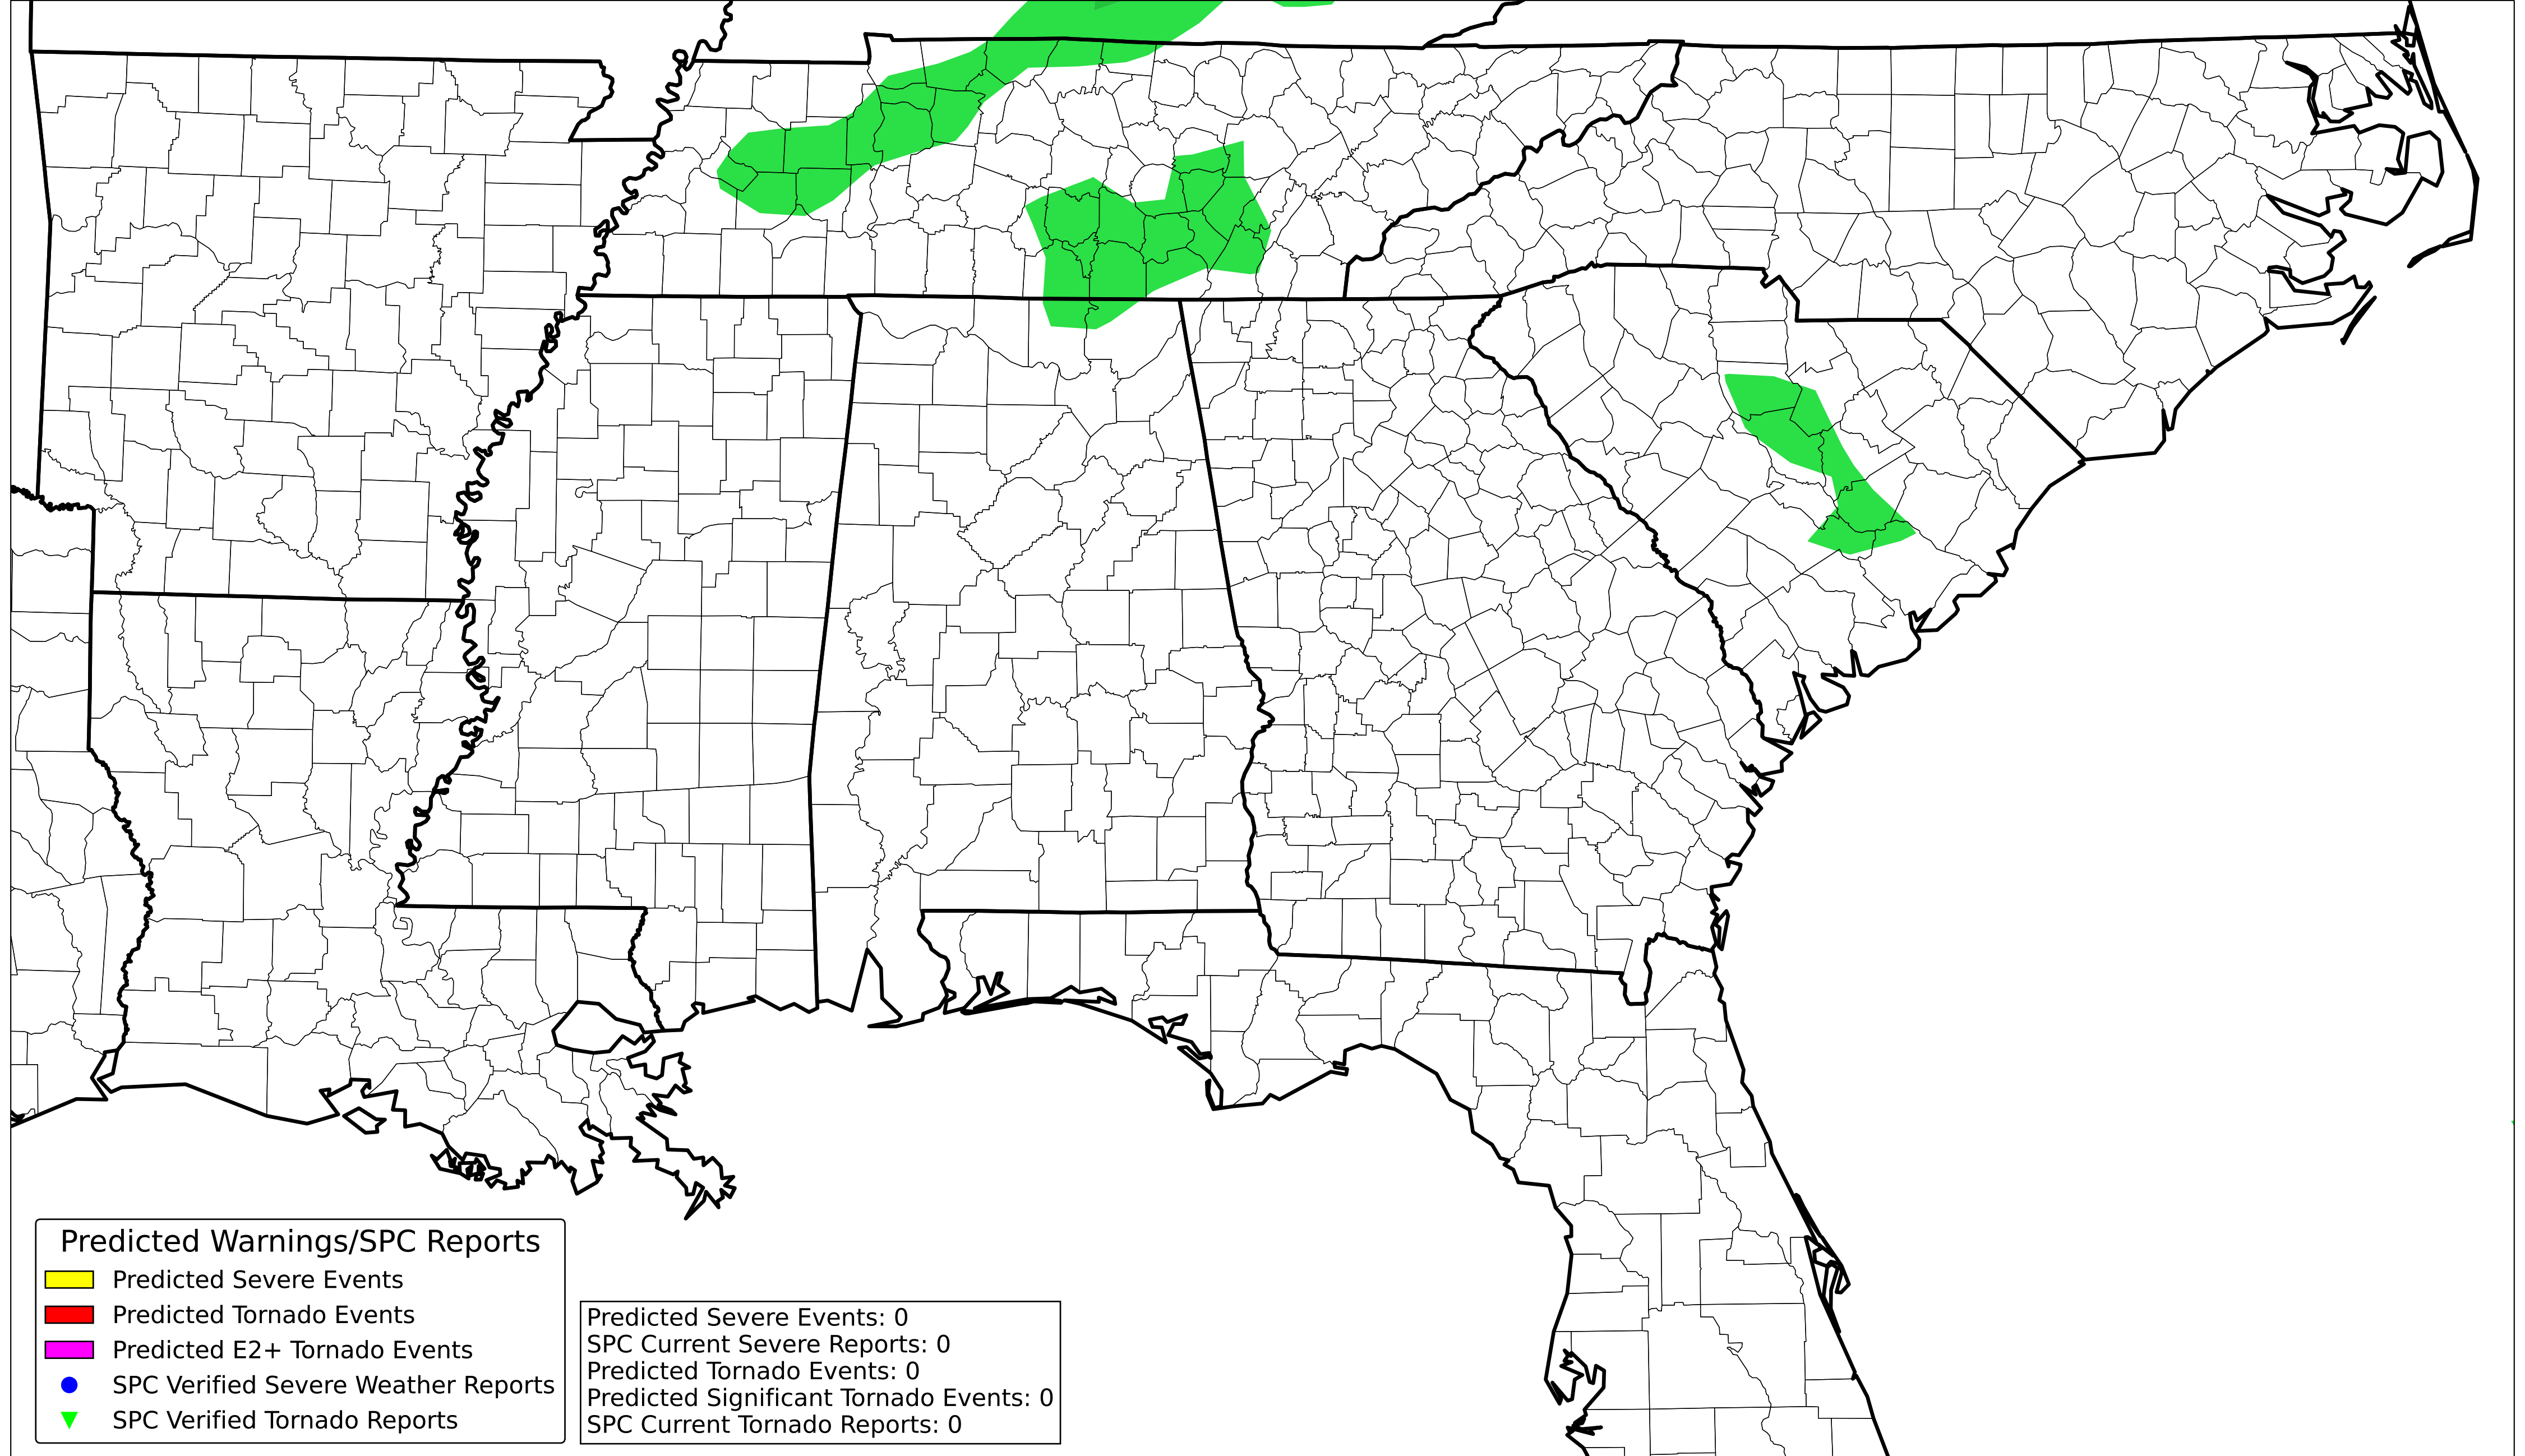 Predicted Warnings/SPC Reports
Predicted Severe Events
Predicted Tornado Events
Predicted E2+ Tornado Events
SPC Verified Severe Weather Reports
SPC Verified Tornado Reports
Predicted Severe Events: 0
SPC Current Severe Reports: 0
Predicted Tornado Events: 0
Predicted Significant Tornado Events: 0
SPC Current Tornado Reports: 0